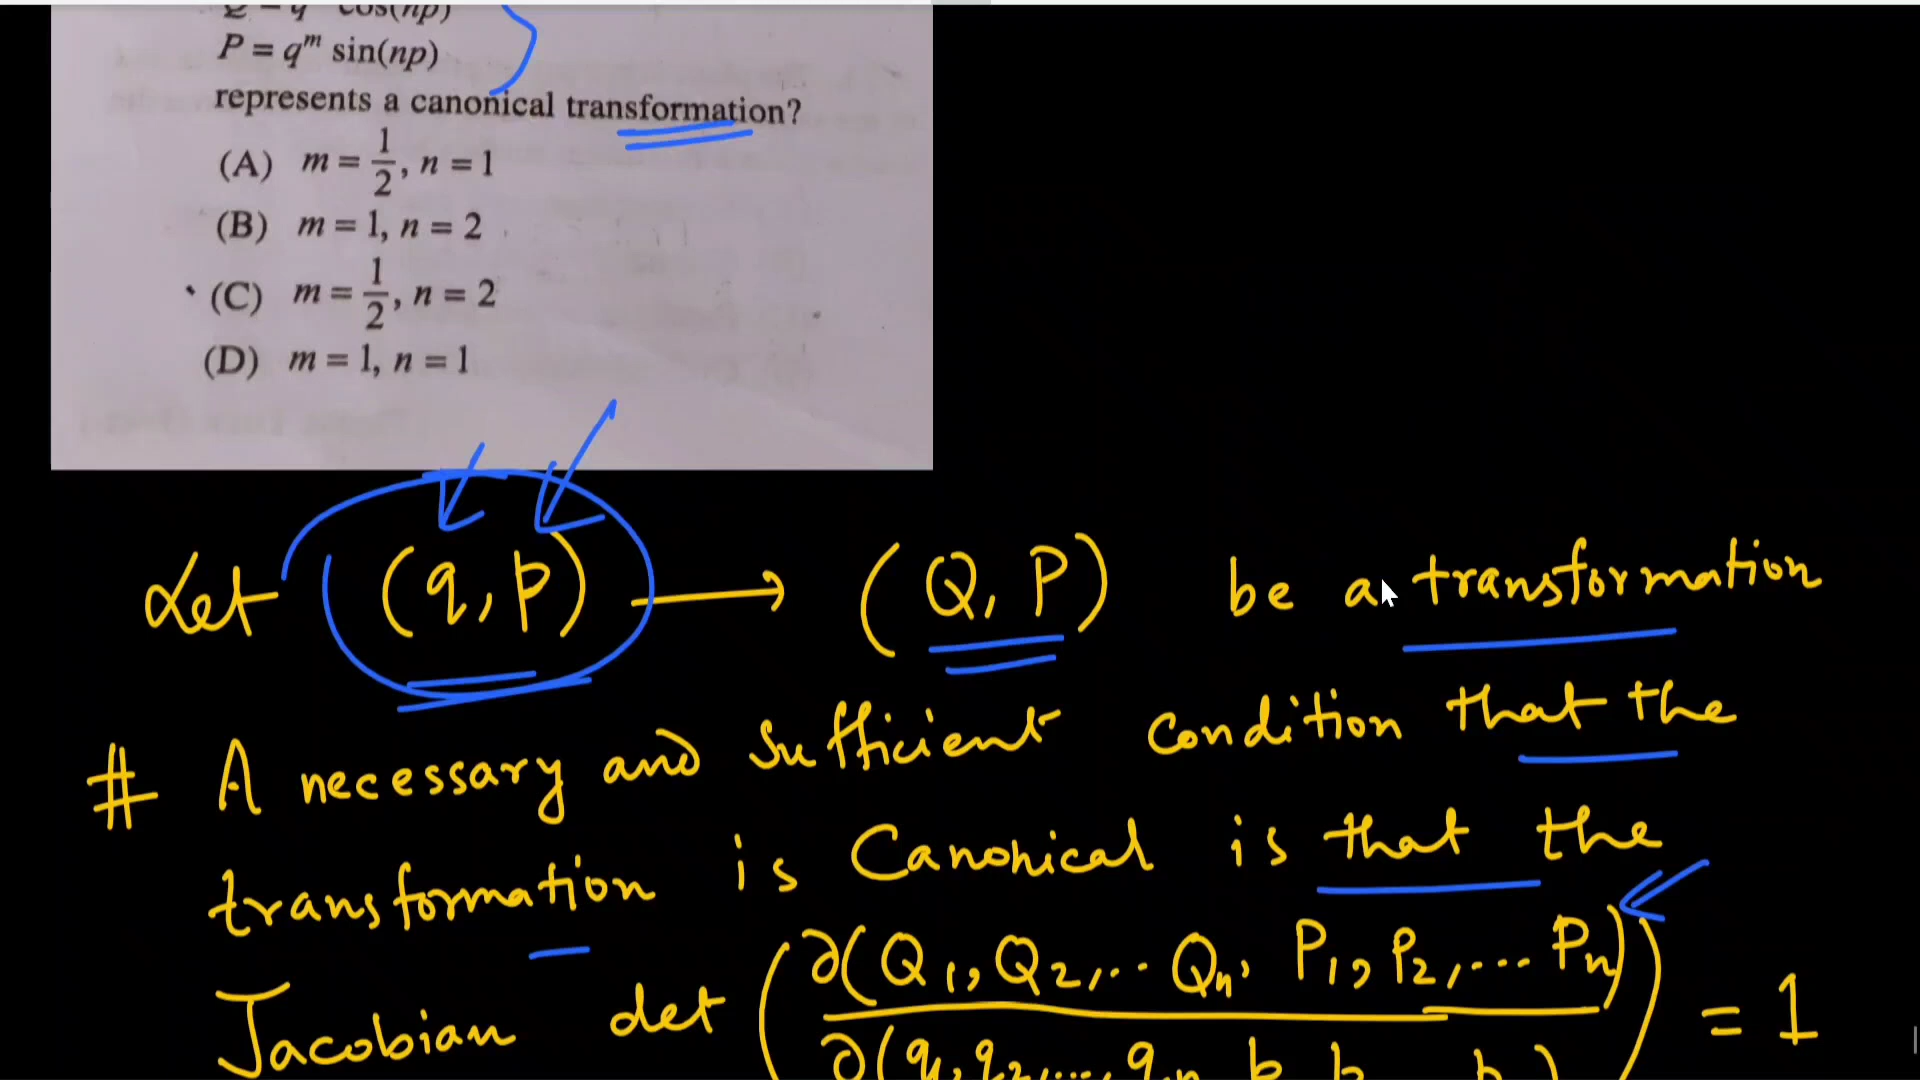 cos(np)
P = q^m sin(np)
represents a canonical transformation?
(A) m = 1/2, n = 1
(B) m = 1, n = 2
(C) m = 1/2, n = 2
(D) m = 1, n = 1
Let (q, p) → (Q, P) be a transformation
# A necessary and sufficient condition that the
transformation is Canonical is that the
Jacobian det (∂(Q1, Q2, ... Qn, P1, P2, ... Pn) = 1